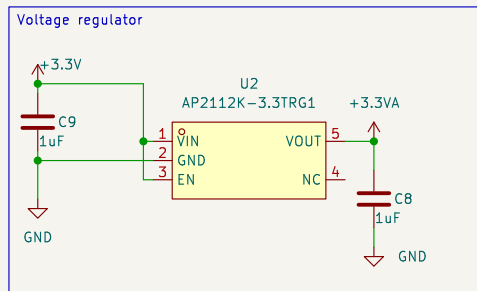 Voltage regulator
+3.3V
U2
AP2112K-3.3TRG1
+3.3VA
C9
1uF
1 VIN
VOUT 5
2 GND
3 EN
NC 4
C8
1uF
GND
GND